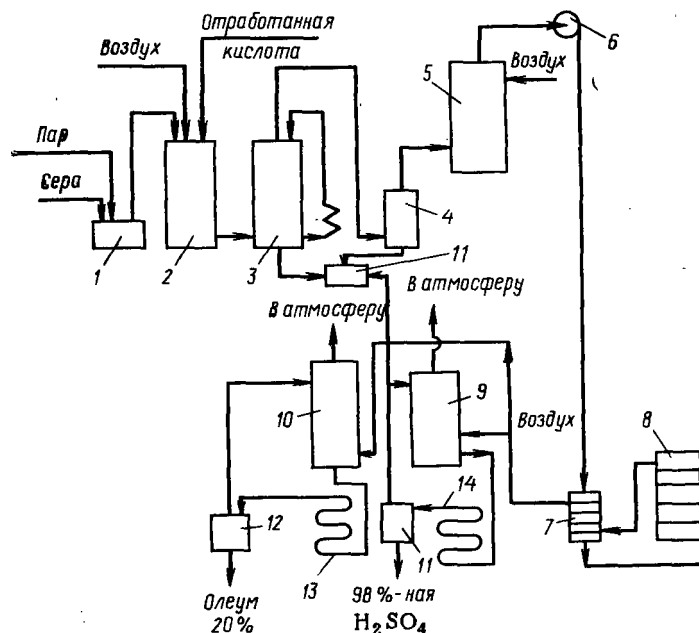 Отработанная
кислота
Воздух
6
5
Воздух
Пар
Сера
4
1
2
3
11
В атмосферу
В атмосферу
10
9
Воздух
8
14
12
7
13
11
Олеум
20%
98 %-ная
H₂SO₄